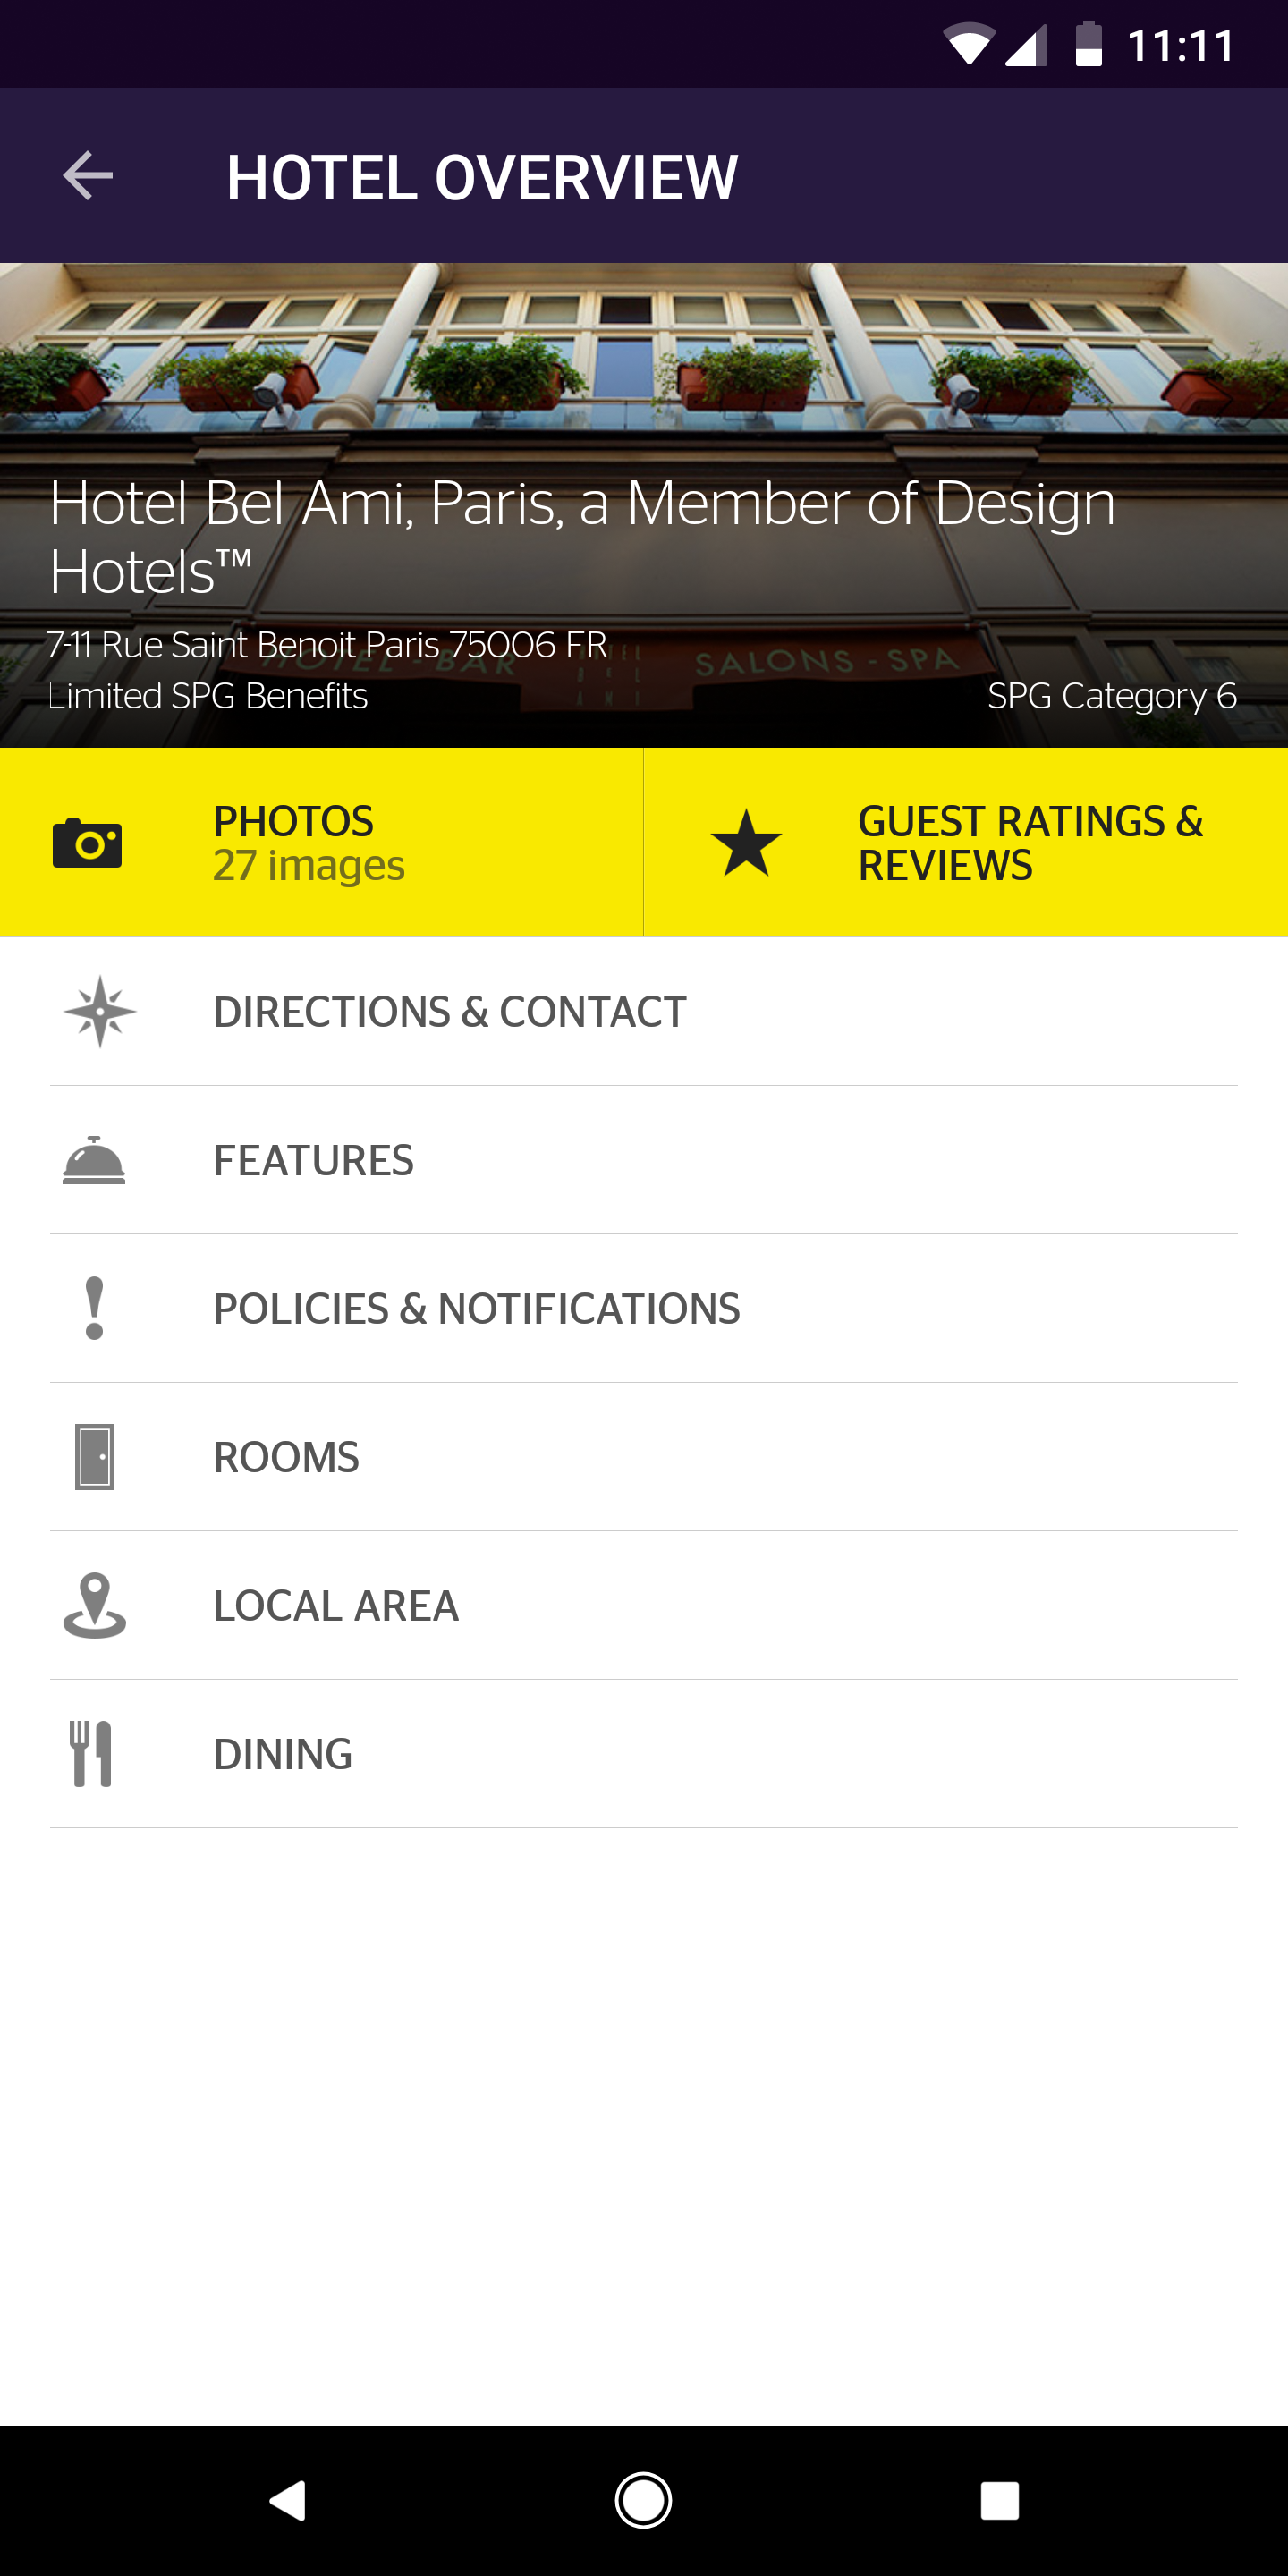 11:11
HOTEL OVERVIEW
Hotel Bel Ami, Paris, a Member of Design
Hotels™
7-11 Rue Saint Benoit Paris 75006 FR
HOTEL - BAR
SALONS - SPA
Limited SPG Benefits
SPG Category 6
PHOTOS
27 images
GUEST RATINGS &
REVIEWS
DIRECTIONS & CONTACT
FEATURES
POLICIES & NOTIFICATIONS
ROOMS
LOCAL AREA
DINING